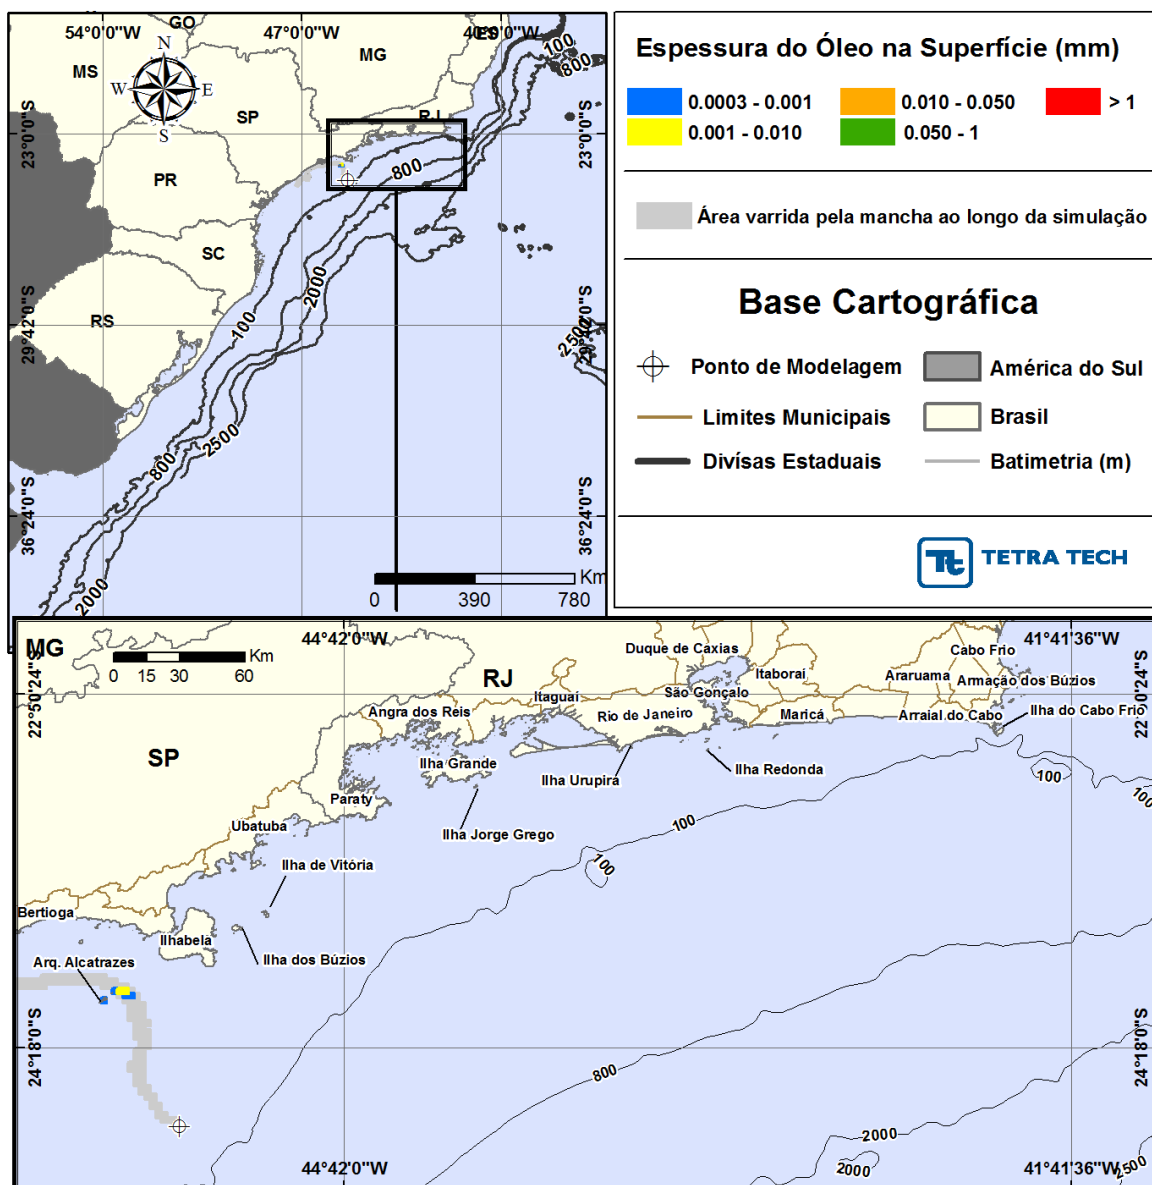 54°0'0"W
47°0'0"W
40°0'0"W
GO
ES
MG
MS
SP
RJ
PR
SC
RS
N
W
E
S
23°0'0"S
23°0'0"S
29°42'0"S
29°42'0"S
36°24'0"S
36°24'0"S
100
800
800
100
2000
2500
800
2500
2000
Km
0 390 780
Espessura do Óleo na Superfície (mm)
0.0003 - 0.001
0.010 - 0.050
> 1
0.001 - 0.010
0.050 - 1
Área varrida pela mancha ao longo da simulação
Base Cartográfica
Ponto de Modelagem
América do Sul
Limites Municipais
Brasil
Divísas Estaduais
Batimetria (m)
Tt TETRA TECH
MG
44°42'0"W
41°41'36"W
Km
0 15 30 60
RJ
SP
Duque de Caxias
Cabo Frio
Itaboraí
Araruama
Armação dos Búzios
São Gonçalo
Itaguaí
Angra dos Reis
Rio de Janeiro
Maricá
Arraial do Cabo
Ilha do Cabo Frio
Ilha Grande
Ilha Urupirá
Ilha Redonda
Paraty
Ubatuba
Ilha Jorge Grego
Ilha de Vitória
Bertioga
Ilhabela
Ilha dos Búzios
Arq. Alcatrazes
100
100
100
100
800
2000
2000
2500
24°18'0"S
24°18'0"S
44°42'0"W
41°41'36"W